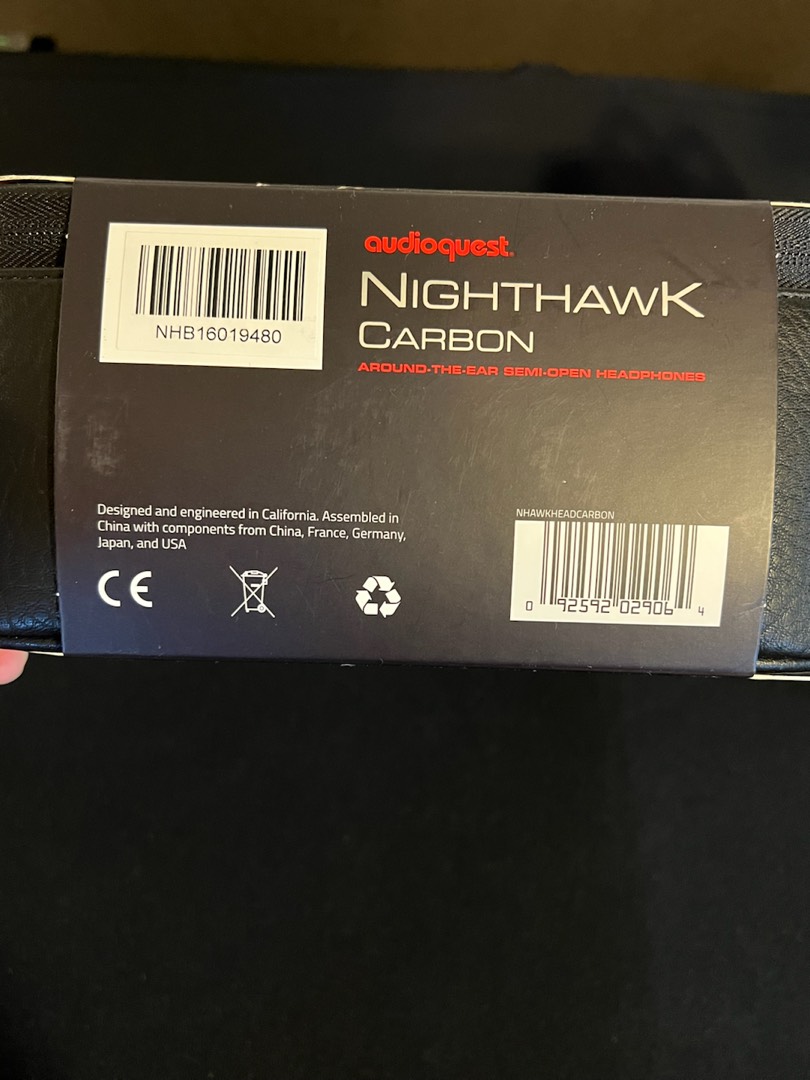 NHB16019480
audioquest®
NIGHTHAWK
CARBON
AROUND-THE-EAR SEMI-OPEN HEADPHONES
Designed and engineered in California. Assembled in
China with components from China, France, Germany,
Japan, and USA
CE
NHAWKHEADCARBON
0 92592 02906 4